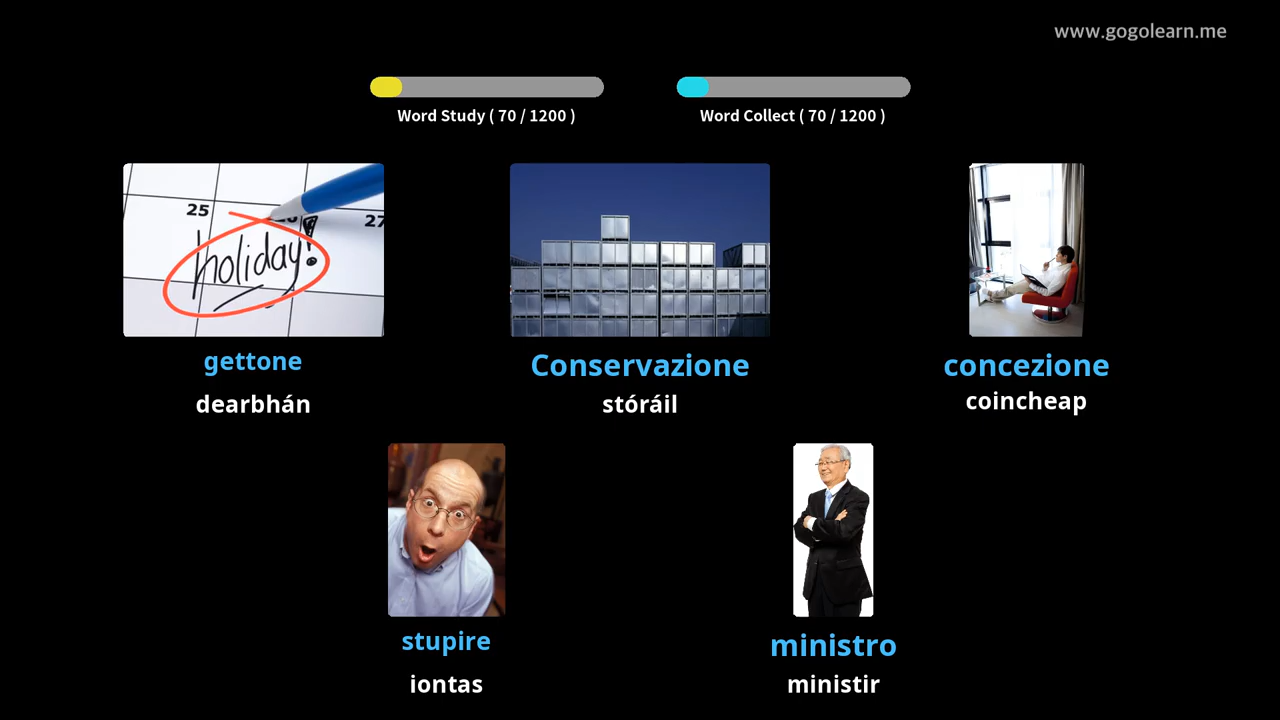 www.gogolearn.me
Word Study ( 70 / 1200 )
Word Collect ( 70 / 1200 )
25
27
holiday!
gettone
Conservazione
concezione
dearbhán
stóráil
coincheap
stupire
ministro
iontas
ministir